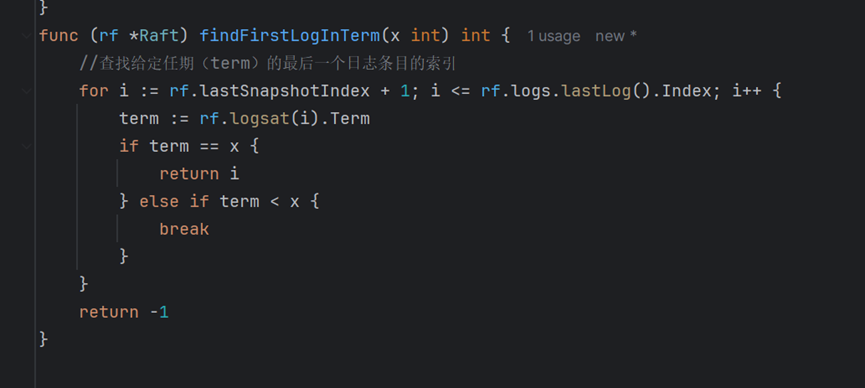 }
func (rf *Raft) findFirstLogInTerm(x int) int { 1 usage new *
//查找给定任期（term）的最后一个日志条目的索引
for i := rf.lastSnapshotIndex + 1; i <= rf.logs.lastLog().Index; i++ {
term := rf.logsat(i).Term
if term == x {
return i
} else if term < x {
break
}
}
return -1
}